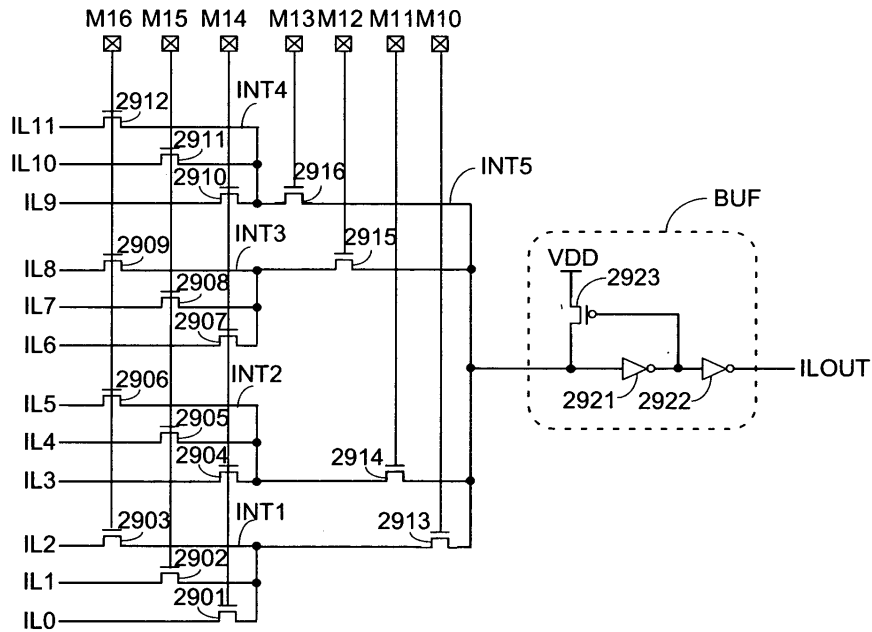 M16 M15 M14 M13 M12 M11 M10
2912
INT4
IL11
2911
IL10
2910
2916
INT5
IL9
BUF
2909
INT3
2915
IL8
VDD
2908
2923
IL7
2907
IL6
2906
INT2
ILOUT
IL5
2921
2922
2905
IL4
2904
2914
IL3
2903
INT1
2913
IL2
2902
IL1
2901
IL0